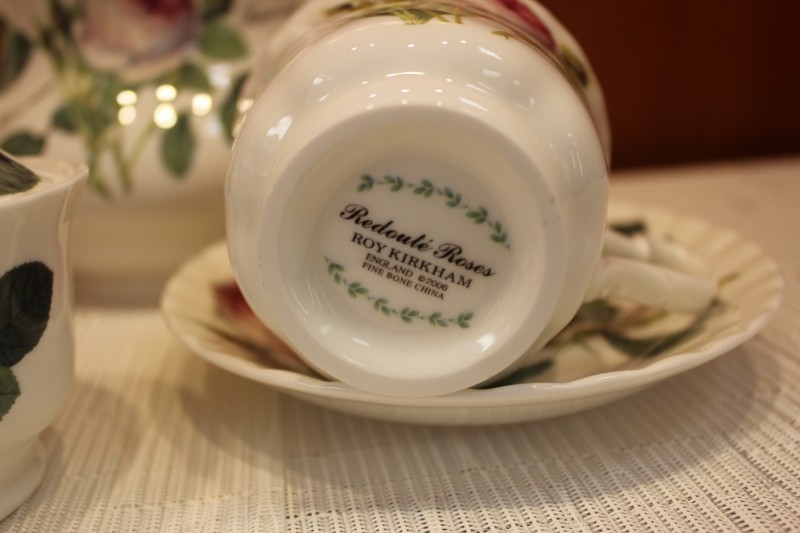 Redouté Roses
ROY KIRKHAM
ENGLAND ©2006
FINE BONE CHINA